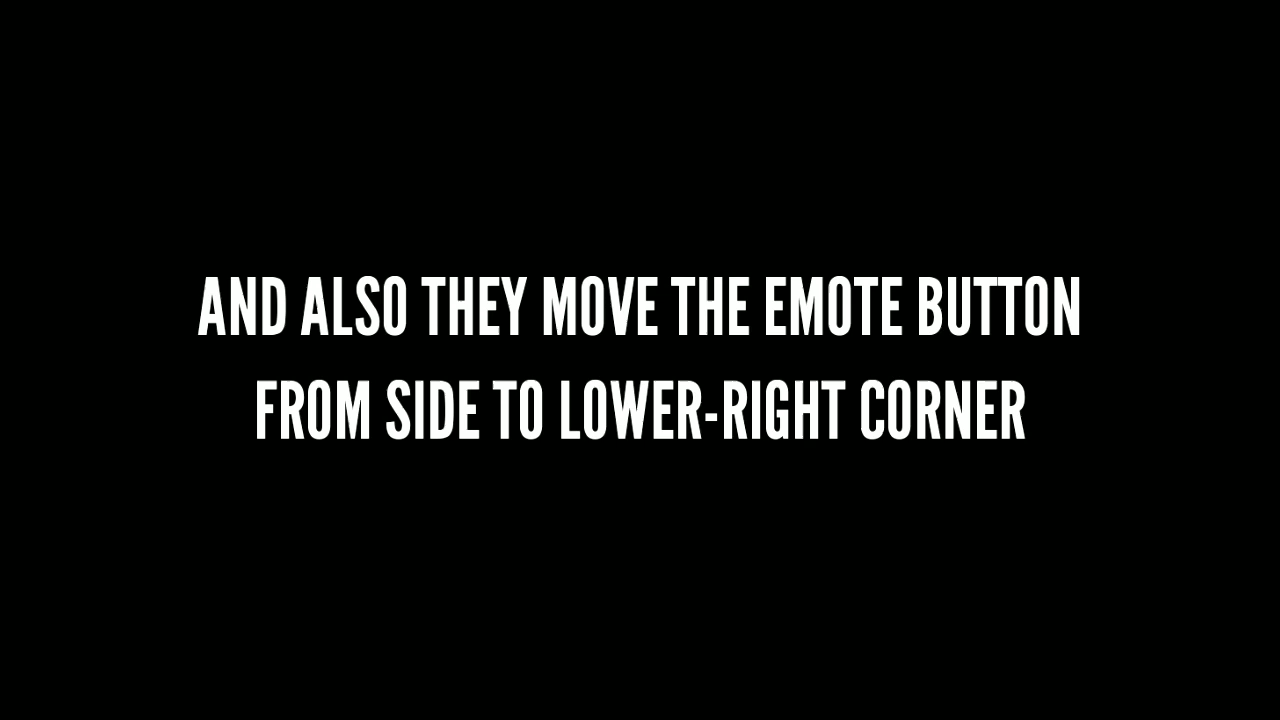 AND ALSO THEY MOVE THE EMOTE BUTTON
FROM SIDE TO LOWER-RIGHT CORNER